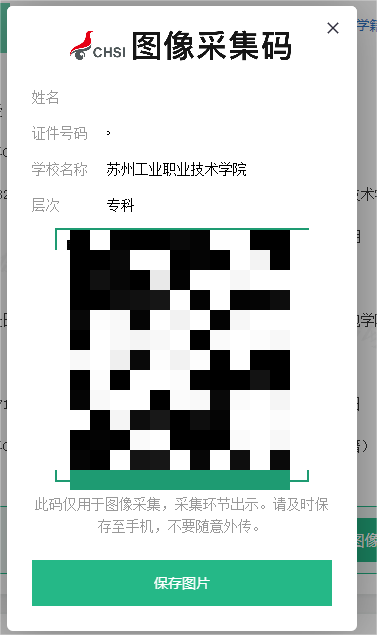 CHSI 图像采集码
姓名
证件号码
学校名称 苏州工业职业技术学院
层次 专科
此码仅用于图像采集，采集环节出示。请及时保
存至手机，不要随意外传。
保存图片